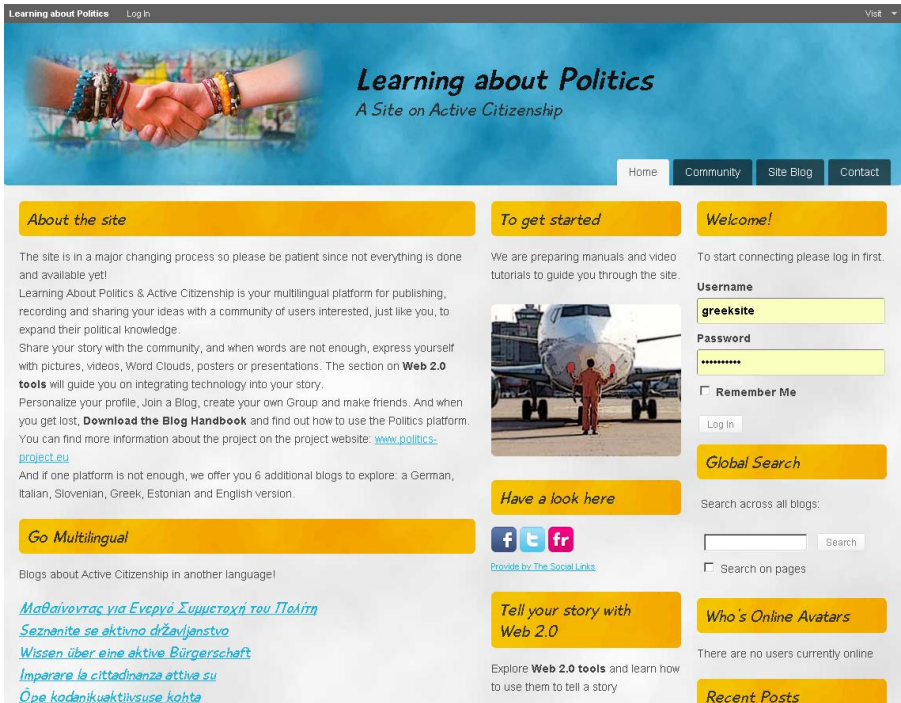 Learning about Politics Log In Visit
Learning about Politics
A Site on Active Citizenship
Home Community Site Blog Contact
About the site
The site is in a major changing process so please be patient since not everything is done
and available yet!
Learning About Politics & Active Citizenship is your multilingual platform for publishing,
recording and sharing your ideas with a community of users interested, just like you, to
expand their political knowledge.
Share your story with the community, and when words are not enough, express yourself
with pictures, videos, Word Clouds, posters or presentations. The section on Web 2.0
tools will guide you on integrating technology into your story.
Personalize your profile, Join a Blog, create your own Group and make friends. And when
you get lost, Download the Blog Handbook and find out how to use the Politics platform.
You can find more information about the project on the project website: www.politics-
project.eu
And if one platform is not enough, we offer you 6 additional blogs to explore: a German,
Italian, Slovenian, Greek, Estonian and English version.
Go Multilingual
Blogs about Active Citizenship in another language!
Μαθαίνοντας για Ενεργό Συμμετοχή του Πολίτη
Seznanite se aktivno državljanstvo
Wissen über eine aktive Bürgerschaft
Imparare la cittadinanza attiva su
Õpe kodanikuaktiivsuse kohta
To get started
We are preparing manuals and video
tutorials to guide you through the site.
Have a look here
f t fr
Provide by The Social Links
Tell your story with
Web 2.0
Explore Web 2.0 tools and learn how
to use them to tell a story
Welcome!
To start connecting please log in first.
Username
greeksite
Password
••••••••••
Remember Me
Log In
Global Search
Search across all blogs:
Search
Search on pages
Who's Online Avatars
There are no users currently online
Recent Posts